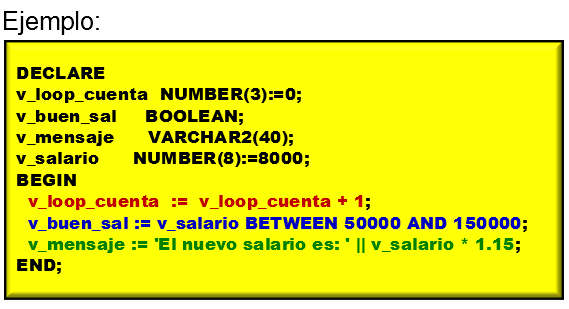 Ejemplo:
DECLARE
v_loop_cuenta NUMBER(3):=0;
v_buen_sal BOOLEAN;
v_mensaje VARCHAR2(40);
v_salario NUMBER(8):=8000;
BEGIN
v_loop_cuenta := v_loop_cuenta + 1;
v_buen_sal := v_salario BETWEEN 50000 AND 150000;
v_mensaje := 'El nuevo salario es: ' || v_salario * 1.15;
END;